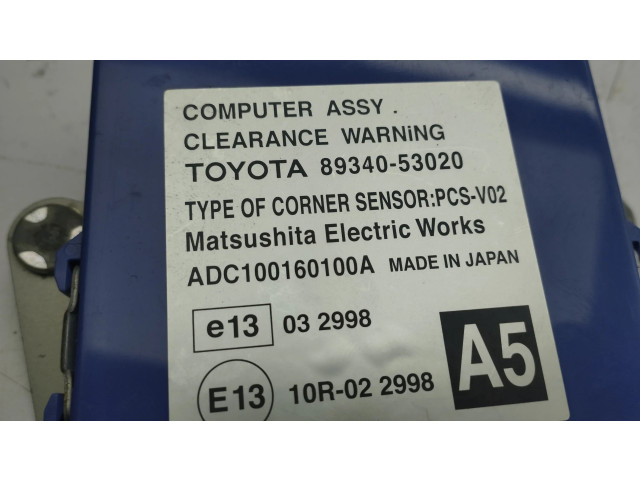 COMPUTER ASSY.
CLEARANCE WARNiNG
TOYOTA 89340-53020
TYPE OF CORNER SENSOR:PCS-V02
Matsushita Electric Works
ADC100160100A MADE IN JAPAN
e13 03 2998
E13 10R-02 2998
A5